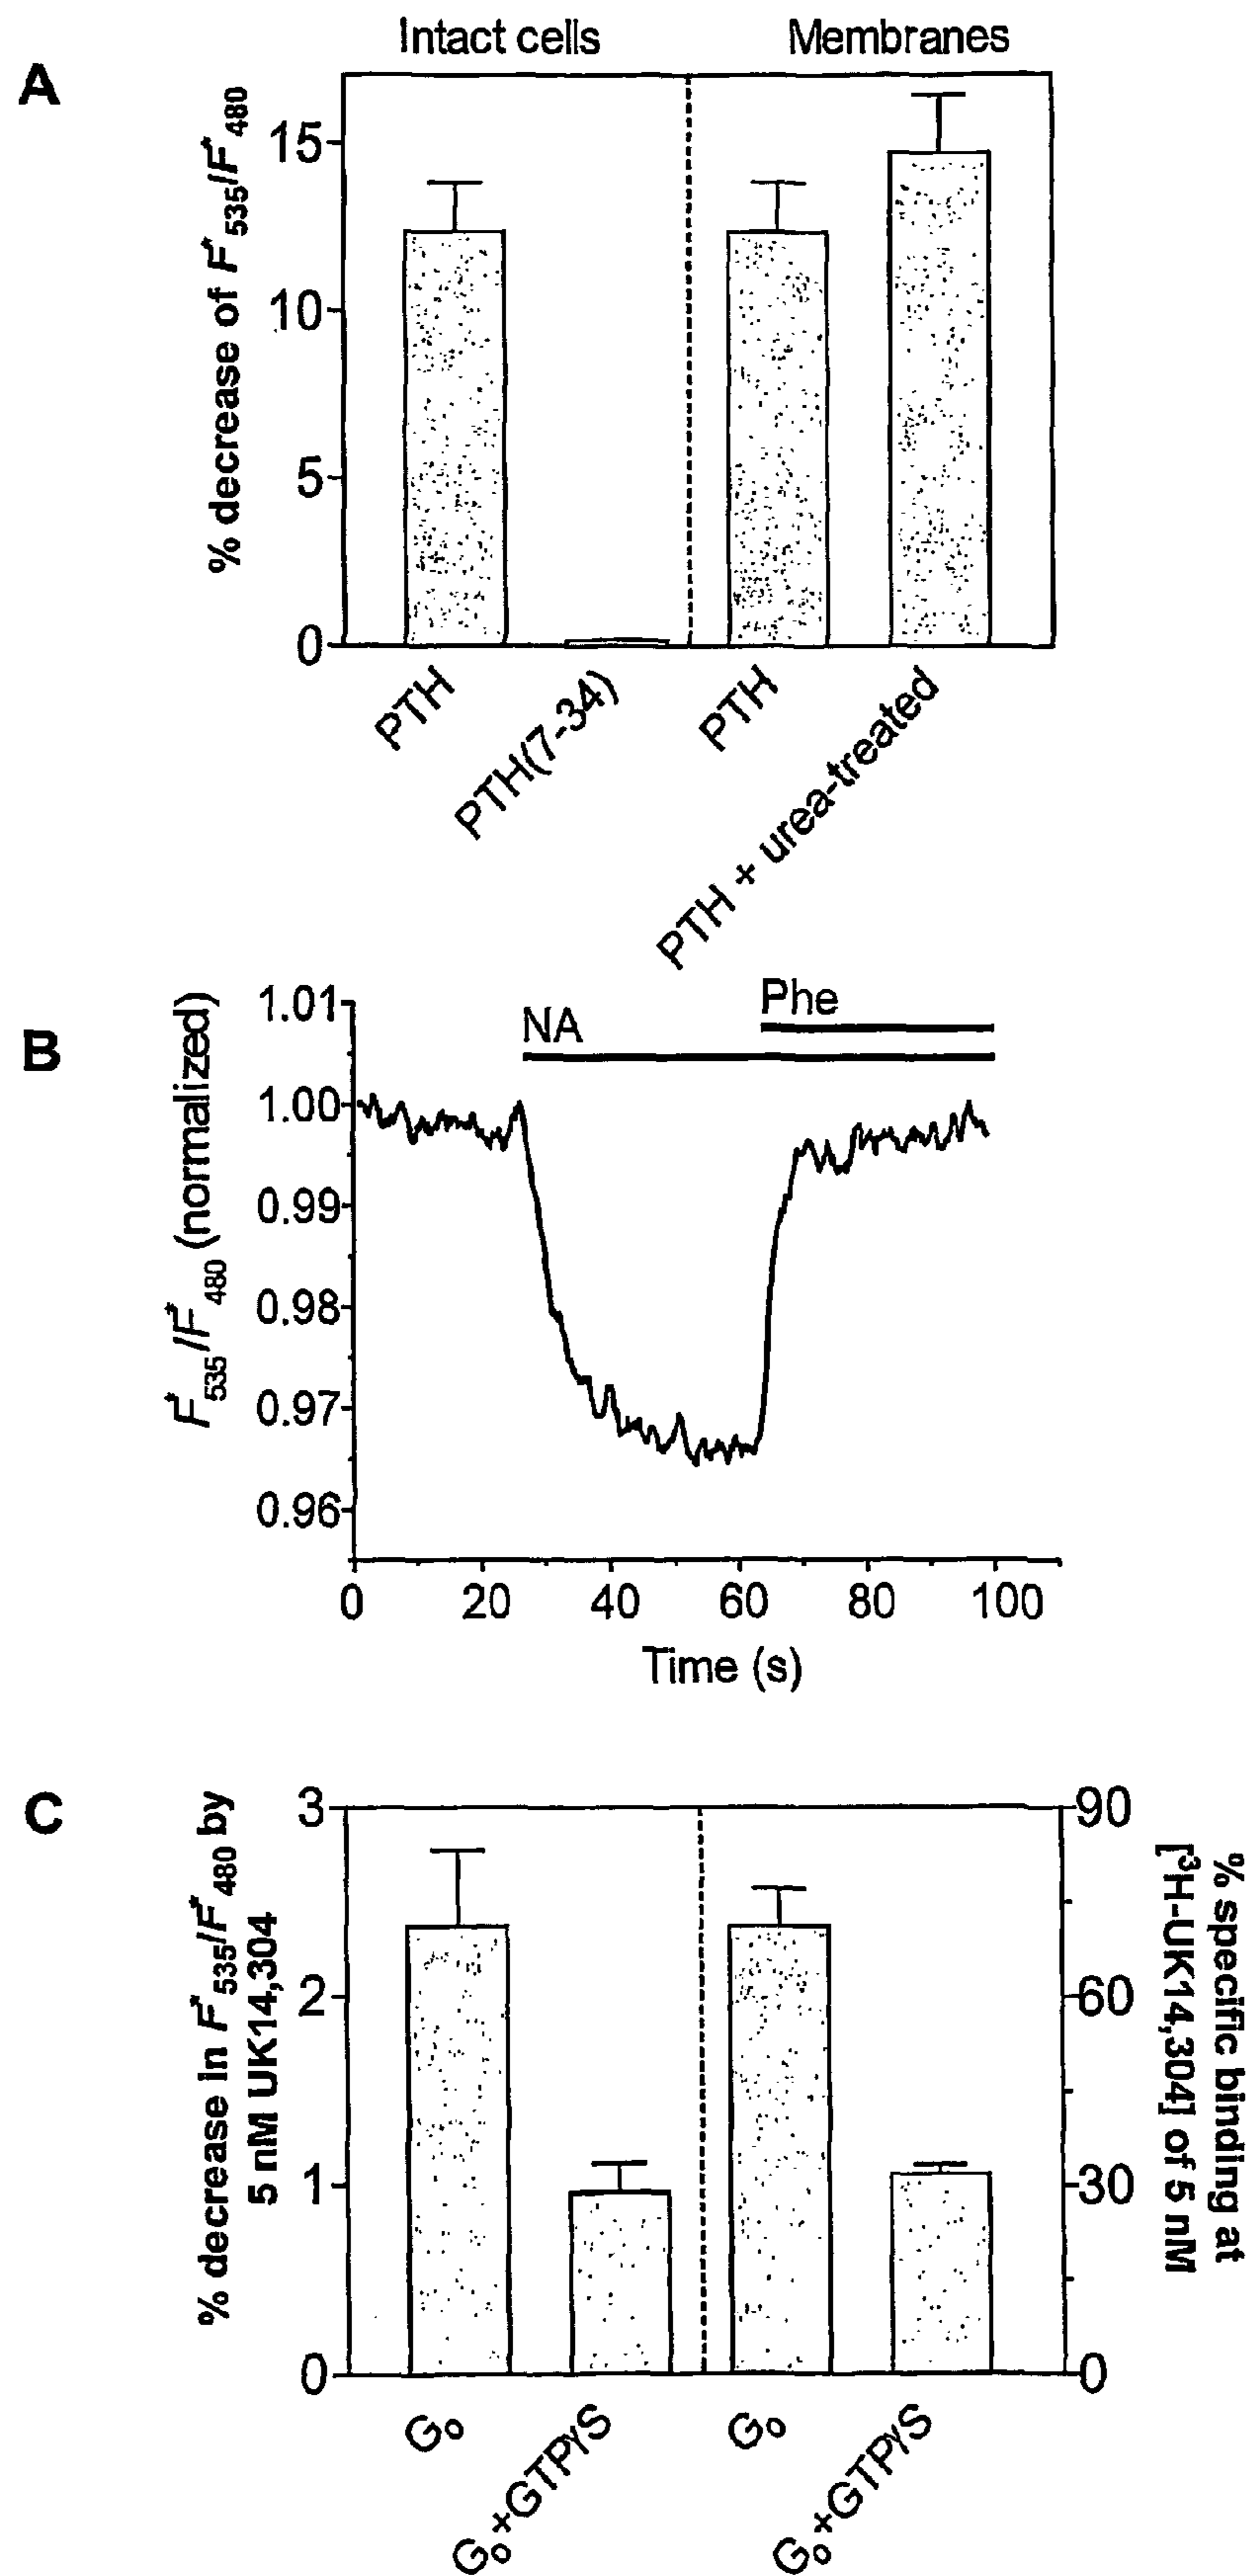 A
Intact cells
Membranes
% decrease of F*535/F*480
15
10
5
0
PTH
PTH(7-34)
PTH
PTH + urea-treated
B
F*535/F*480 (normalized)
1.01
1.00
0.99
0.98
0.97
0.96
NA
Phe
0 20 40 60 80 100
Time (s)
C
% decrease in F*535/F*480 by
5 nM UK14,304
3
2
1
0
90
60
30
0
% specific binding at
[³H-UK14,304] of 5 nM
Go
Go+GTPγS
Go
Go+GTPγS